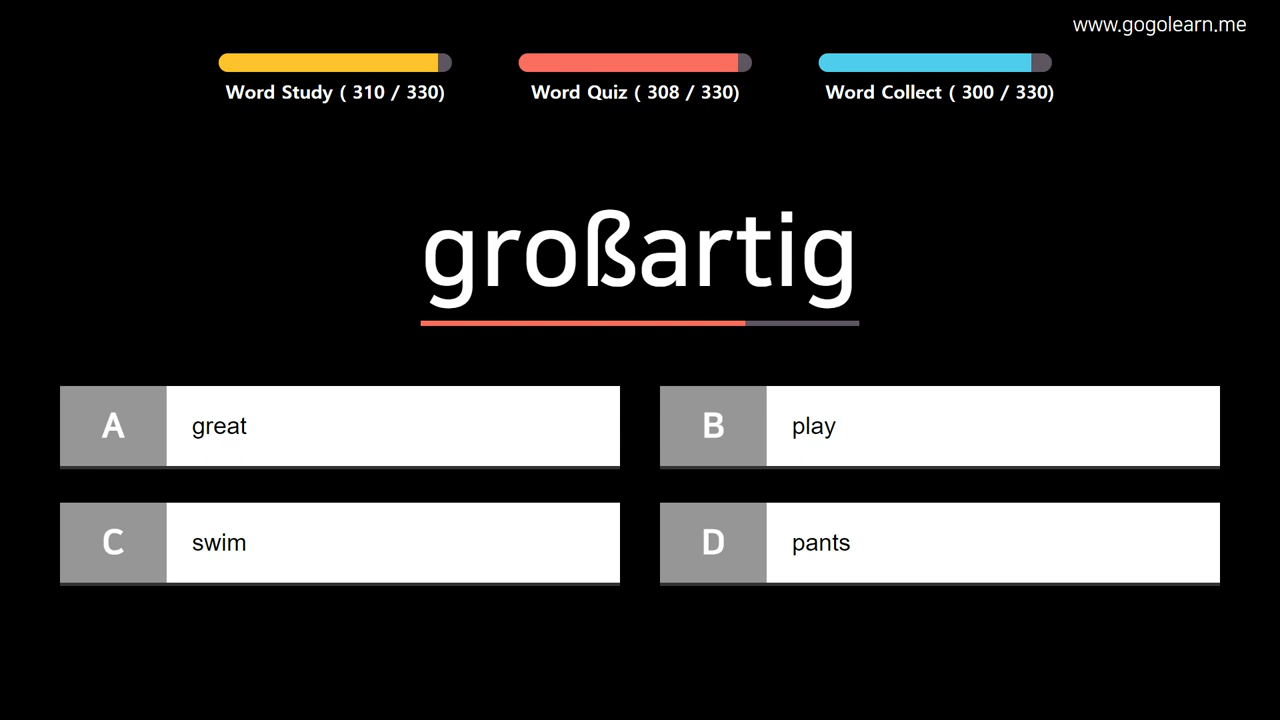 www.gogolearn.me
Word Study ( 310 / 330)
Word Quiz ( 308 / 330)
Word Collect ( 300 / 330)
großartig
A great
B play
C swim
D pants